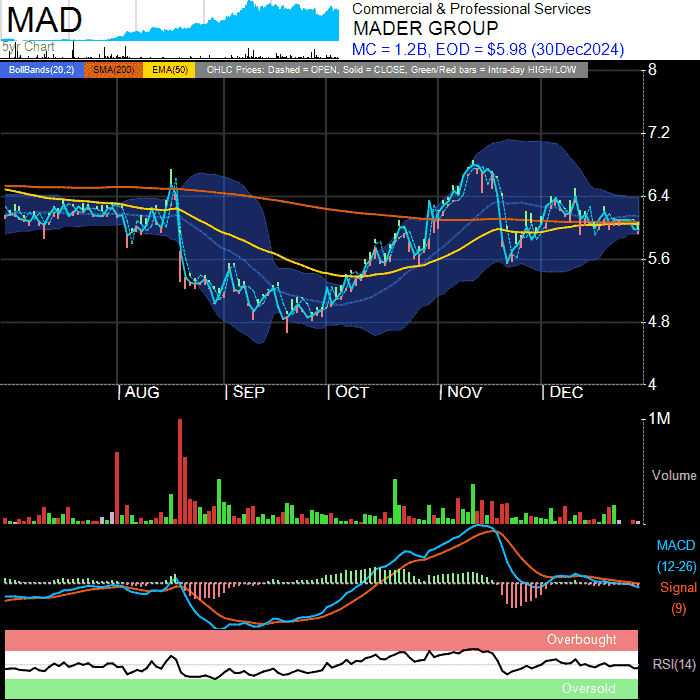 MAD
5yr Chart
Commercial & Professional Services
MADER GROUP
MC = 1.2B, EOD = $5.98 (30Dec2024)
BollBands(20,2) SMA(200) EMA(50) OHLC Prices: Dashed = OPEN, Solid = CLOSE, Green/Red bars = Intra-day HIGH/LOW
8
7.2
6.4
5.6
4.8
4
AUG SEP OCT NOV DEC
1M
Volume
MACD
(12-26)
Signal
(9)
Overbought
RSI(14)
Oversold